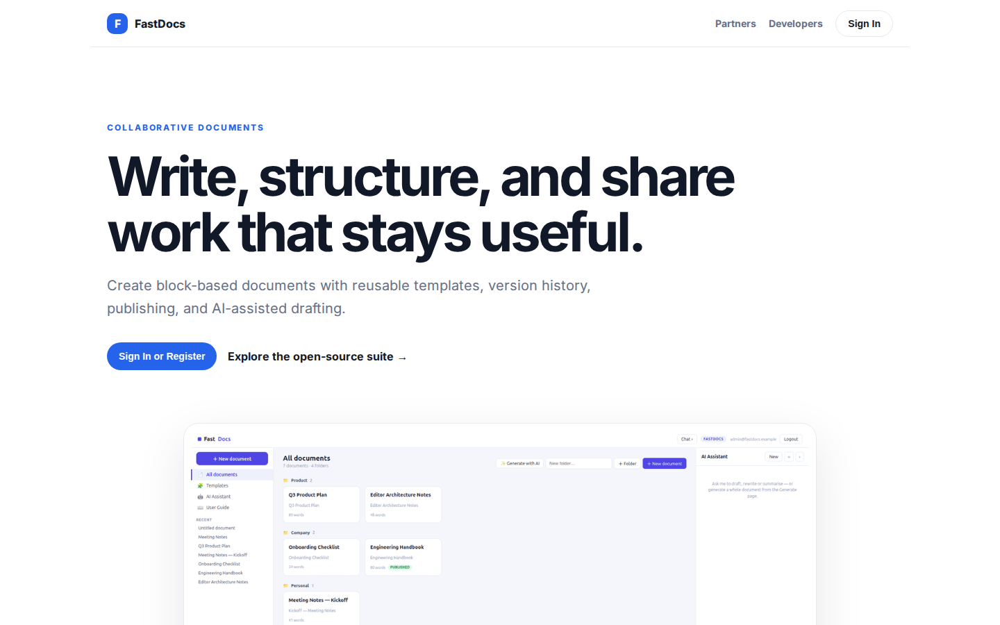 F FastDocs
Partners Developers Sign In
COLLABORATIVE DOCUMENTS
Write, structure, and share
work that stays useful.
Create block-based documents with reusable templates, version history,
publishing, and AI-assisted drafting.
Sign In or Register Explore the open-source suite →
Fast Docs
Chat › FASTDOCS admin@fastdocs.example Logout
+ New document
All documents
Templates
AI Assistant
User Guide
RECENT
Untitled document
Meeting Notes
Q3 Product Plan
Meeting Notes — Kickoff
Onboarding Checklist
Engineering Handbook
Editor Architecture Notes
All documents
7 documents · 4 folders
✨ Generate with AI New folder... + Folder + New document
Product 2
Q3 Product Plan
Q3 Product Plan
89 words
Editor Architecture Notes
Editor Architecture Notes
48 words
Company 2
Onboarding Checklist
Onboarding Checklist
34 words
Engineering Handbook
Engineering Handbook
80 words PUBLISHED
Personal 1
Meeting Notes — Kickoff
Kickoff — Meeting Notes
41 words
AI Assistant New « ›
Ask me to draft, rewrite or summarise — or
generate a whole document from the Generate
page.